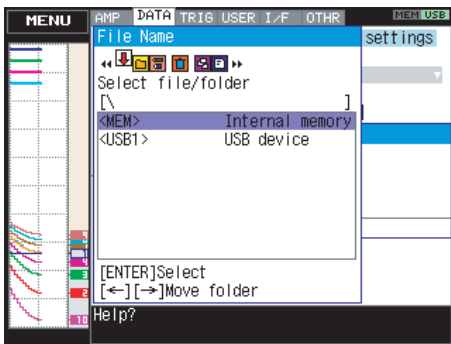 MENU AMP DATA TRIG USER I/F OTHR MEM USB
File Name
settings
Select file/folder
[\ ]
<MEM> Internal memory
<USB1> USB device
[ENTER]Select
[←][→]Move folder
Help?
10